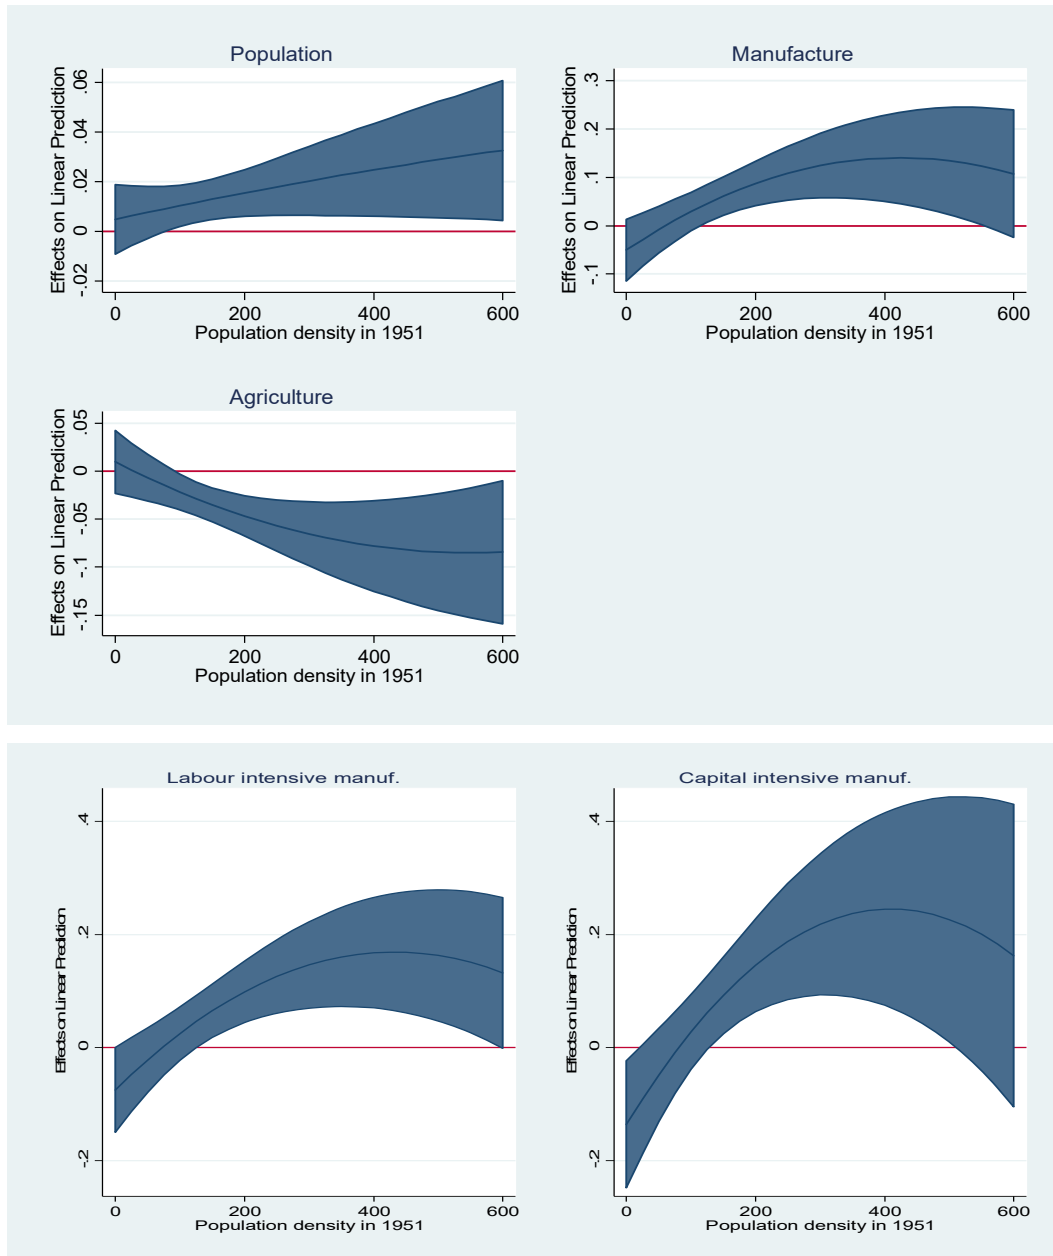 Population
Effects on Linear Prediction
.06
.04
.02
0
-.02
0 200 400 600
Population density in 1951
Manufacture
Effects on Linear Prediction
.3
.2
.1
0
-.1
0 200 400 600
Population density in 1951
Agriculture
Effects on Linear Prediction
.05
0
-.05
-.1
-.15
0 200 400 600
Population density in 1951
Labour intensive manuf.
Effects on Linear Prediction
.4
.2
0
-.2
0 200 400 600
Population density in 1951
Capital intensive manuf.
Effects on Linear Prediction
.4
.2
0
-.2
0 200 400 600
Population density in 1951